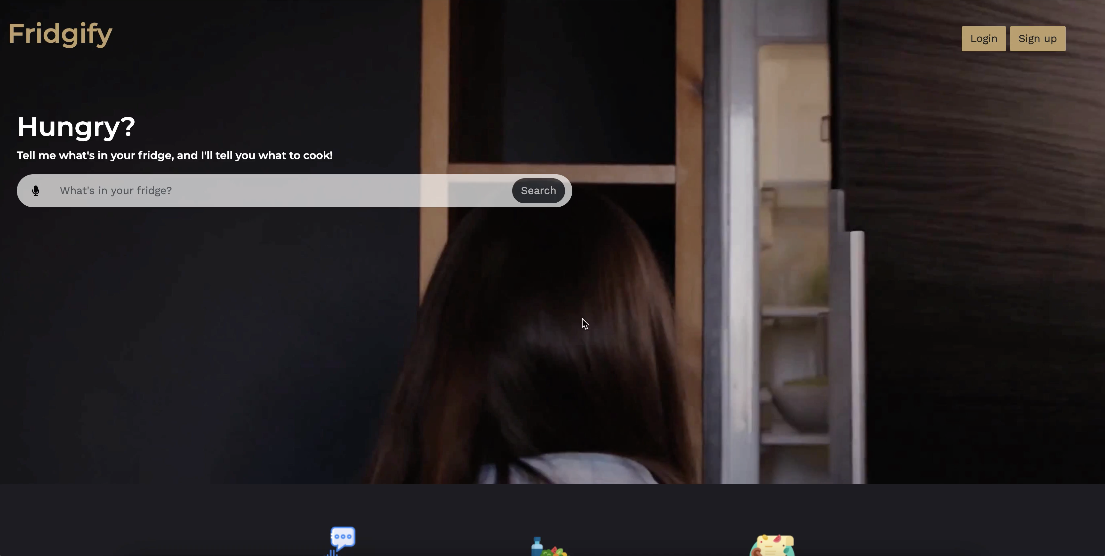 Fridgify
Login
Sign up
Hungry?
Tell me what's in your fridge, and I'll tell you what to cook!
What's in your fridge?
Search